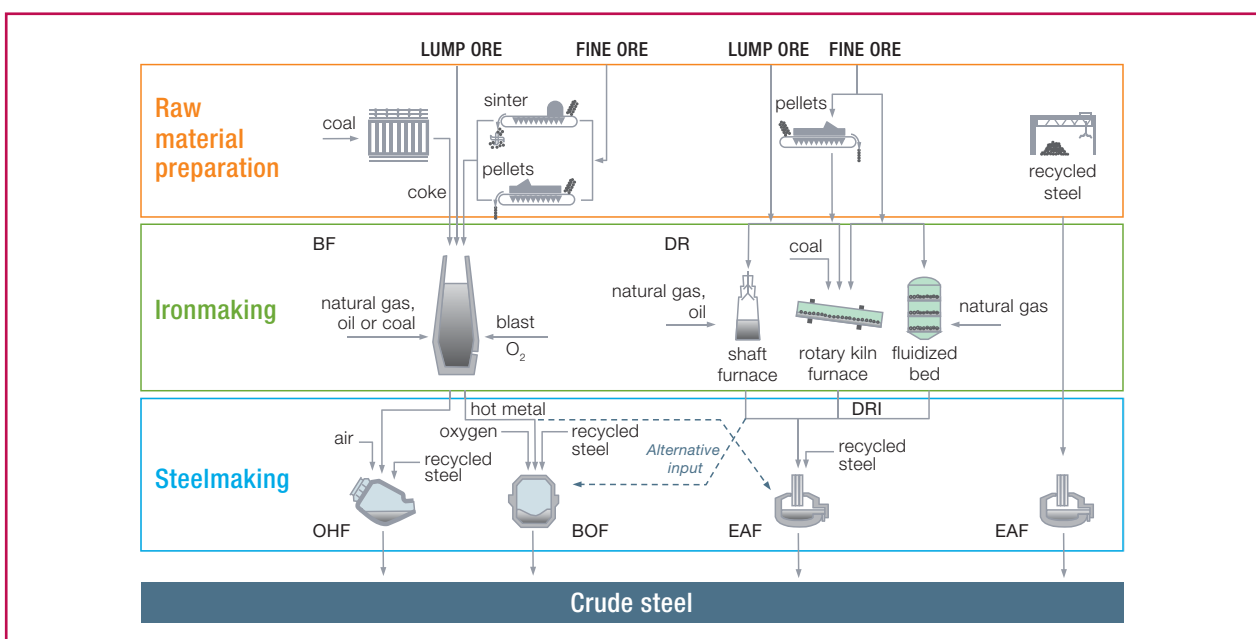 LUMP ORE
FINE ORE
LUMP ORE
FINE ORE
Raw
material
preparation
coal
coke
sinter
pellets
pellets
recycled
steel
Ironmaking
BF
natural gas,
oil or coal
blast
O₂
DR
natural gas,
oil
coal
shaft
furnace
rotary kiln
furnace
fluidized
bed
natural gas
Steelmaking
hot metal
air
recycled
steel
oxygen
recycled
steel
Alternative
input
DRI
recycled
steel
OHF
BOF
EAF
EAF
Crude steel